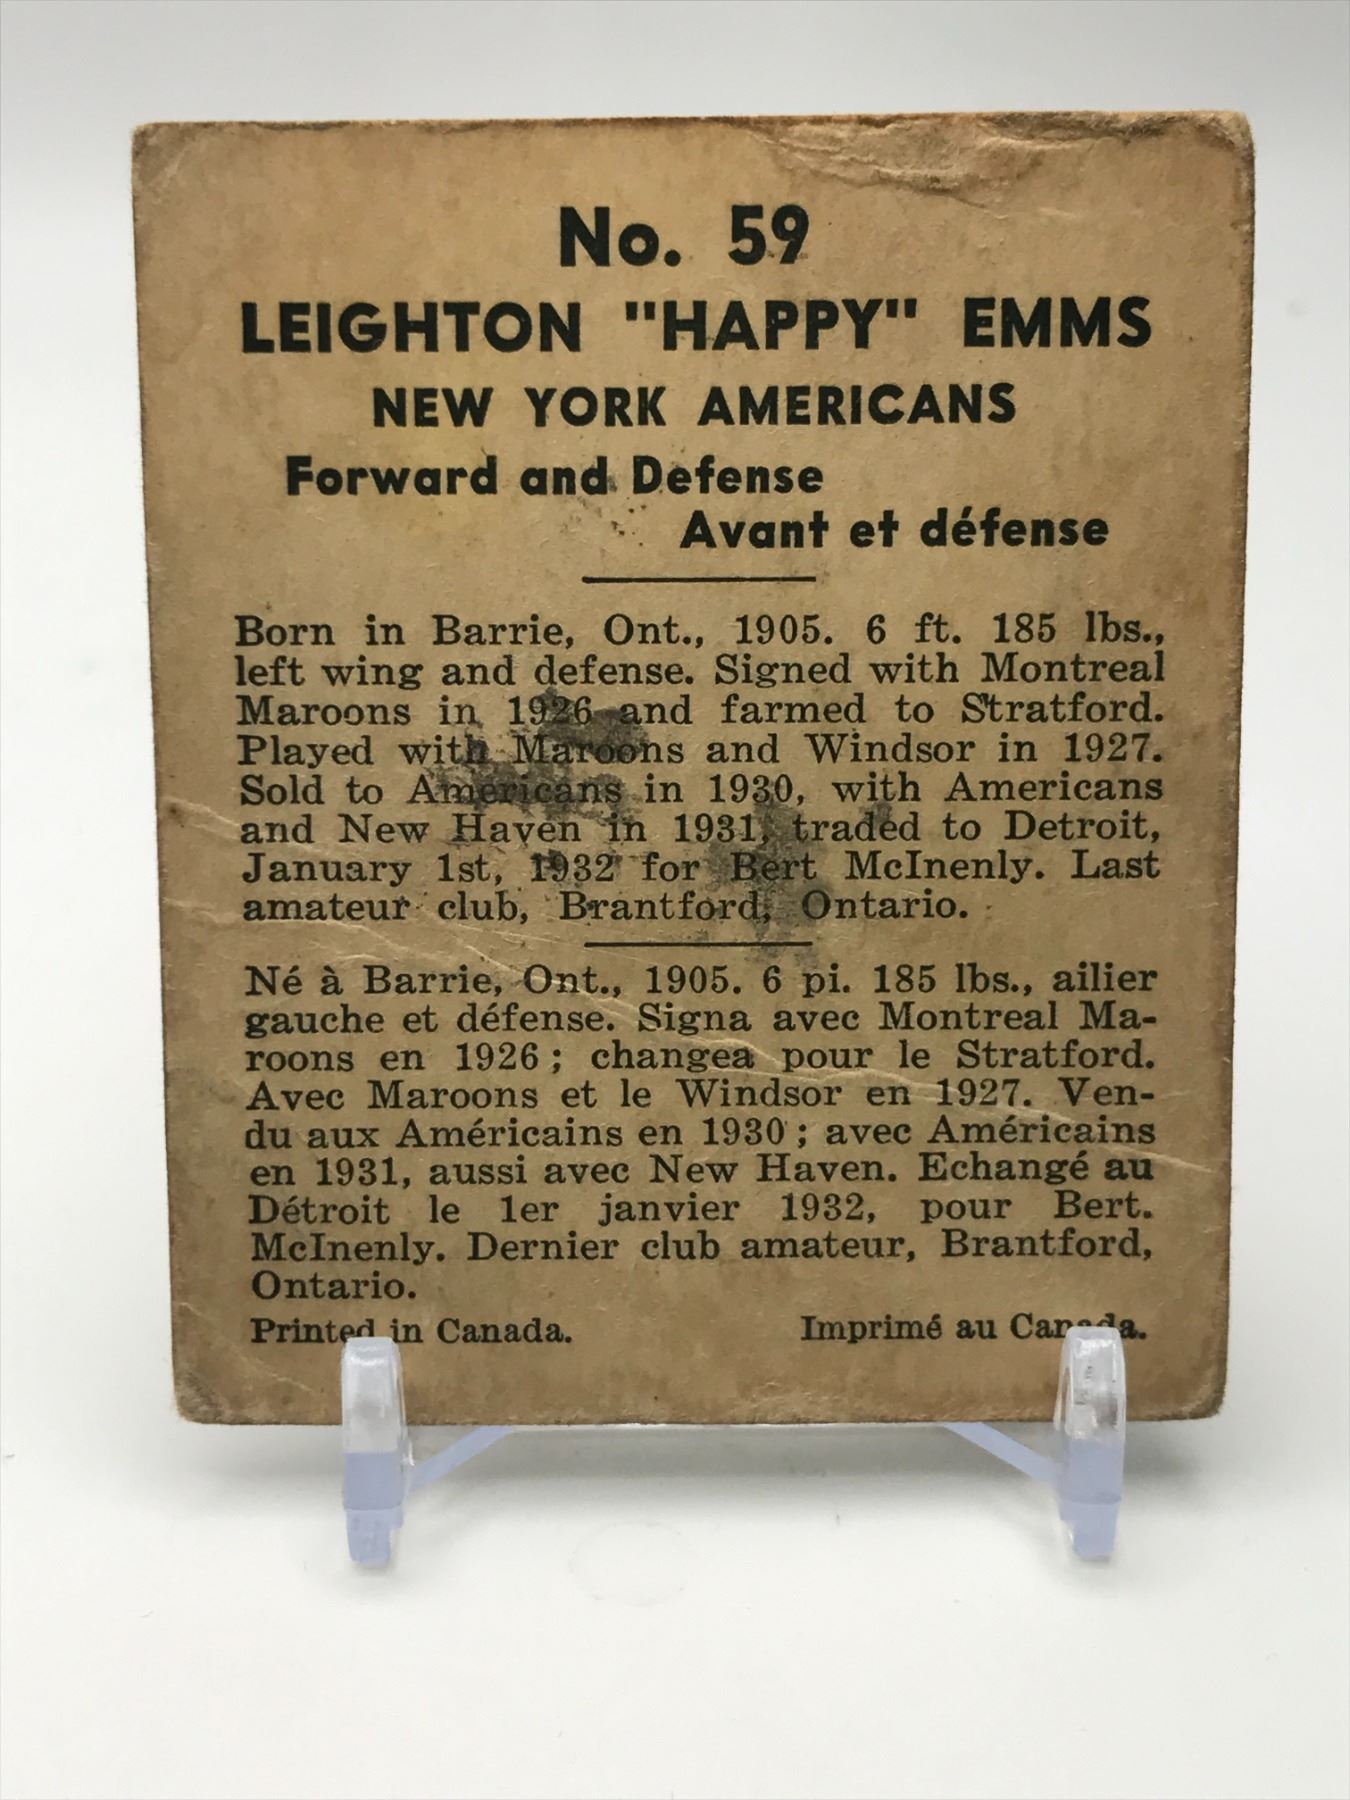 No. 59
LEIGHTON "HAPPY" EMMS
NEW YORK AMERICANS
Forward and Defense
Avant et défense
Born in Barrie, Ont., 1905. 6 ft. 185 lbs.,
left wing and defense. Signed with Montreal
Maroons in 1926 and farmed to Stratford.
Played with Maroons and Windsor in 1927.
Sold to Americans in 1930, with Americans
and New Haven in 1931, traded to Detroit,
January 1st, 1932 for Bert McInenly. Last
amateur club, Brantford, Ontario.
Né à Barrie, Ont., 1905. 6 pi. 185 lbs., ailier
gauche et défense. Signa avec Montreal Ma-
roons en 1926 ; changea pour le Stratford.
Avec Maroons et le Windsor en 1927. Ven-
du aux Américains en 1930 ; avec Américains
en 1931, aussi avec New Haven. Echangé au
Détroit le 1er janvier 1932, pour Bert.
McInenly. Dernier club amateur, Brantford,
Ontario.
Printed in Canada. Imprimé au Canada.